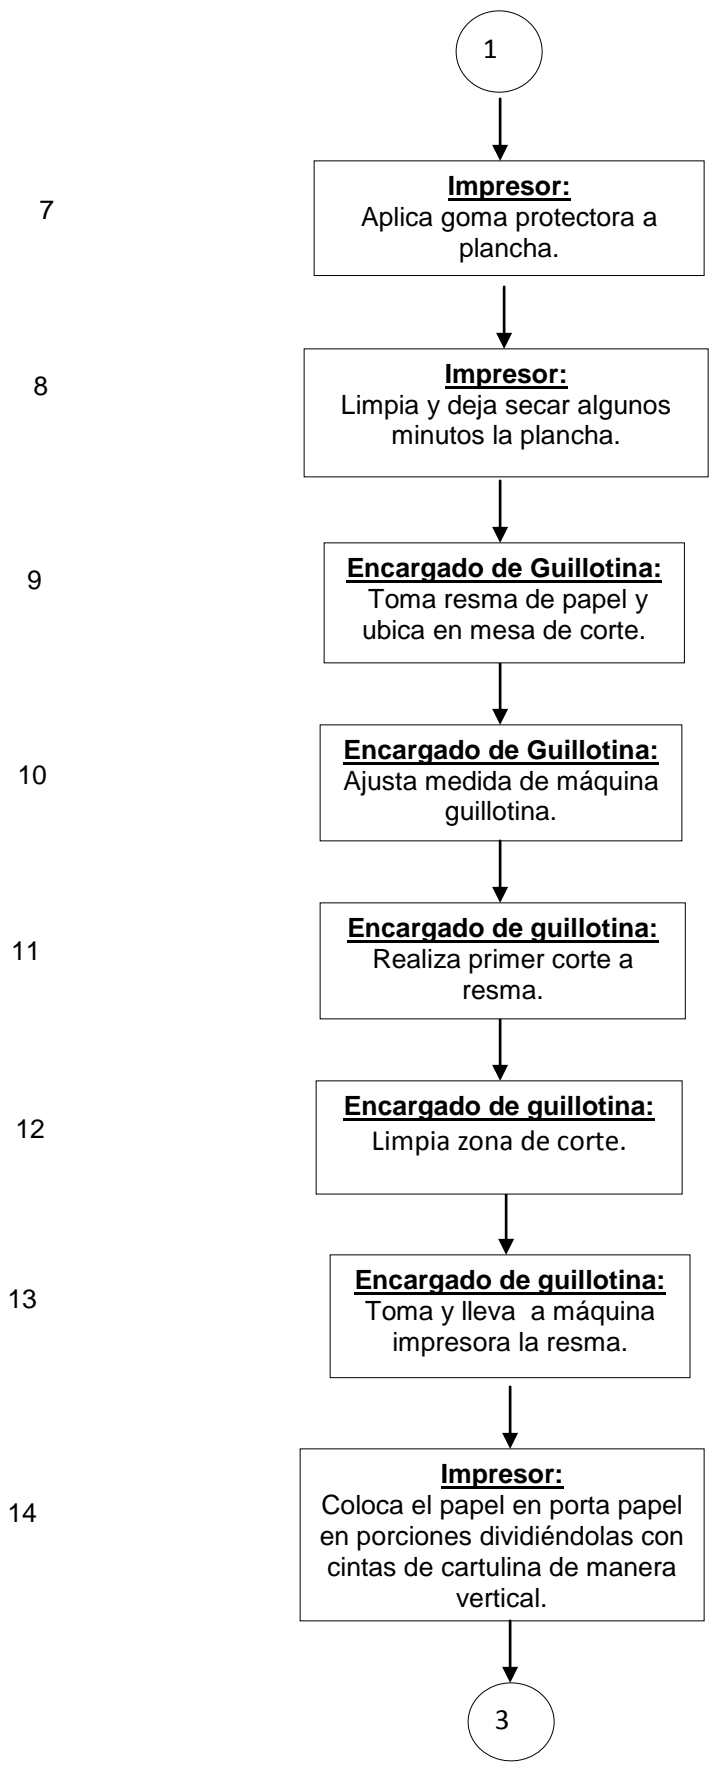 1
7
Impresor:
Aplica goma protectora a
plancha.
8
Impresor:
Limpia y deja secar algunos
minutos la plancha.
9
Encargado de Guillotina:
Toma resma de papel y
ubica en mesa de corte.
10
Encargado de Guillotina:
Ajusta medida de máquina
guillotina.
11
Encargado de guillotina:
Realiza primer corte a
resma.
12
Encargado de guillotina:
Limpia zona de corte.
13
Encargado de guillotina:
Toma y lleva  a máquina
impresora la resma.
14
Impresor:
Coloca el papel en porta papel
en porciones dividiéndolas con
cintas de cartulina de manera
vertical.
3